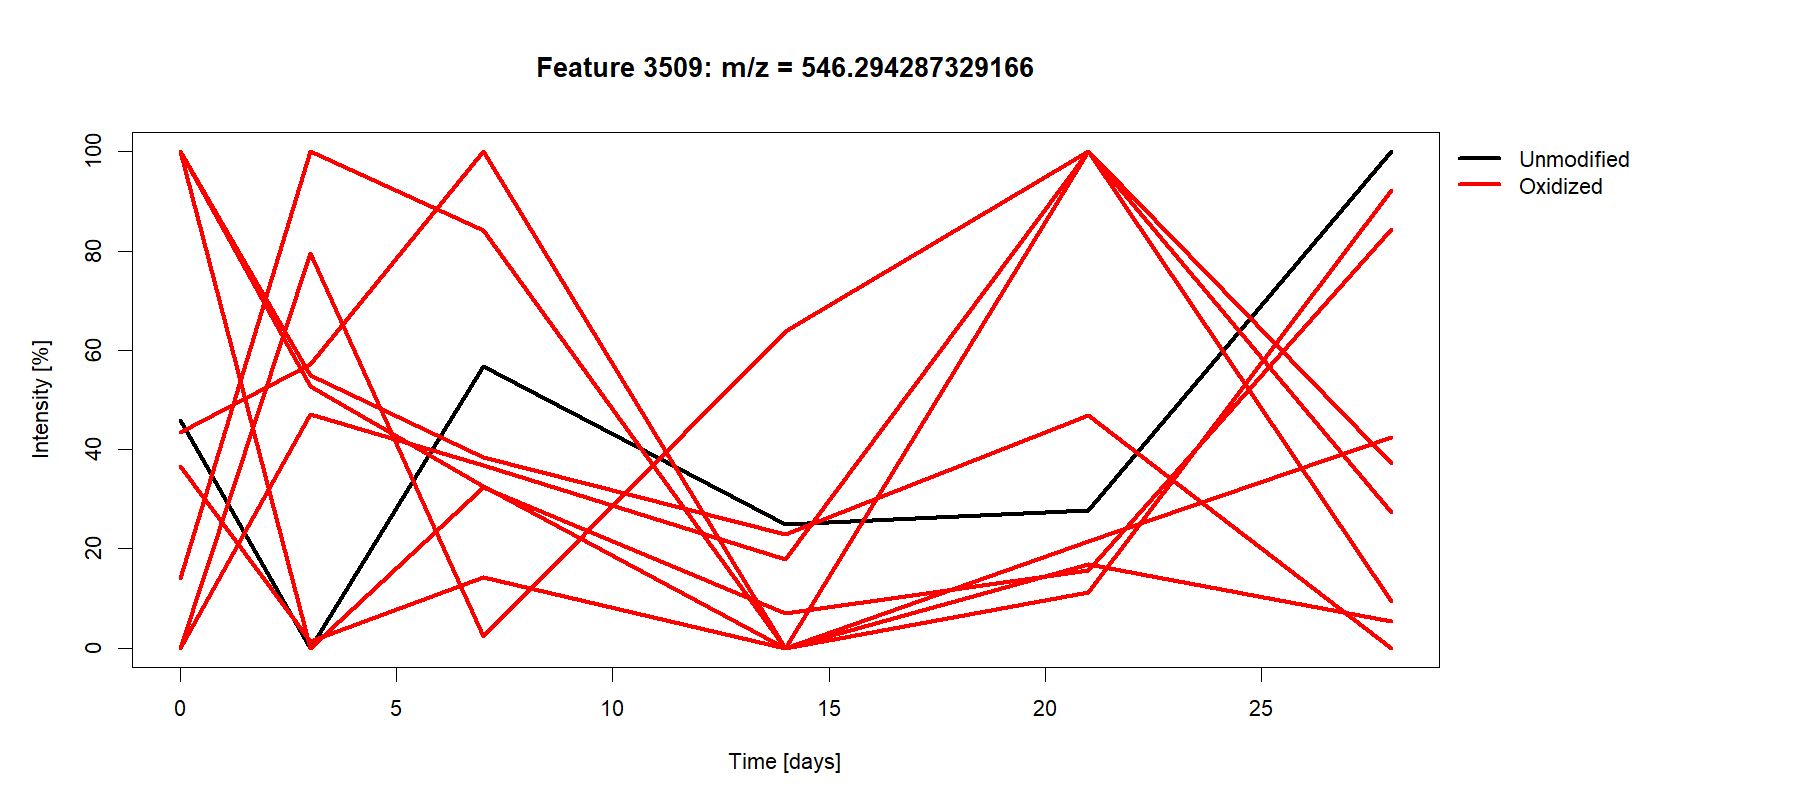 Feature 3509: m/z = 546.294287329166
Unmodified
Oxidized
Intensity [%]
100
80
60
40
20
0
0 5 10 15 20 25
Time [days]